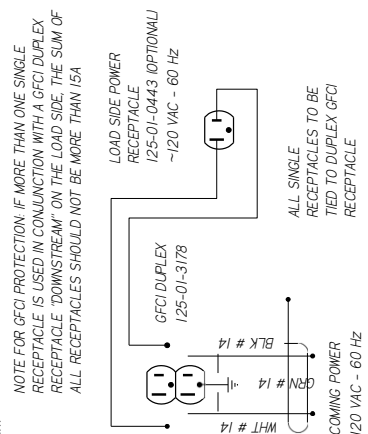 NOTE FOR GFCI PROTECTION: IF MORE THAN ONE SINGLE
RECEPTACLE IS USED IN CONJUNCTION WITH A GFCI DUPLEX
RECEPTACLE "DOWNSTREAM" ON THE LOAD SIDE, THE SUM OF
ALL RECEPTACLES SHOULD NOT BE MORE THAN 15A
LOAD SIDE POWER
RECEPTACLE
125-01-0443 (OPTIONAL)
~120 VAC - 60 Hz
GFCI DUPLEX
125-01-3178
ALL SINGLE
RECEPTACLES TO BE
TIED TO DUPLEX GFCI
RECEPTACLE
BLK # 14
GRN # 14
WHT # 14
COMING POWER
120 VAC - 60 Hz